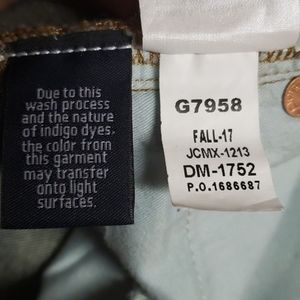 Due to this
wash process
and the nature
of indigo dyes,
the color from
this garment
may transfer
onto light
surfaces.
G7958
FALL-17
JCMX-1213
DM-1752
P.O.1686687